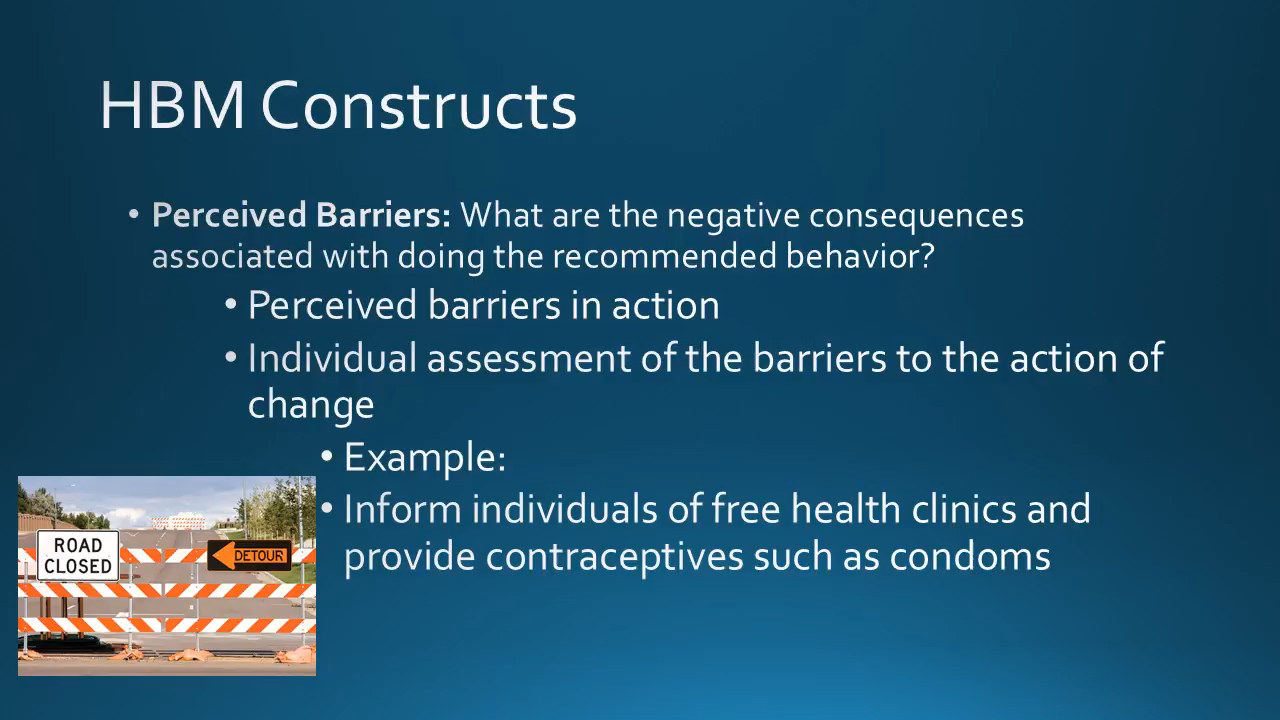 HBM Constructs
• Perceived Barriers: What are the negative consequences
associated with doing the recommended behavior?
• Perceived barriers in action
• Individual assessment of the barriers to the action of
change
• Example:
• Inform individuals of free health clinics and
provide contraceptives such as condoms
ROAD
CLOSED
DETOUR